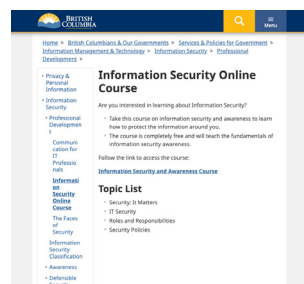 BRITISH
COLUMBIA
Menu
Home > British Columbians & Our Governments > Services & Policies for Government >
Information Management & Technology > Information Security > Professional
Development >
Privacy &
Personal
Information
Information
Security
Professional
Developmen
t
Communi
cation for
IT
Professio
nals
Informati
on
Security
Online
Course
The Faces
of
Security
Information
Security
Classification
Awareness
Defensible
Information Security Online
Course
Are you interested in learning about Information Security?
Take this course on information security and awareness to learn
how to protect the information around you.
The course is completely free and will teach the fundamentals of
information security awareness.
Follow the link to access the course:
Information Security and Awareness Course
Topic List
Security: It Matters
IT Security
Roles and Responsibilities
Security Policies